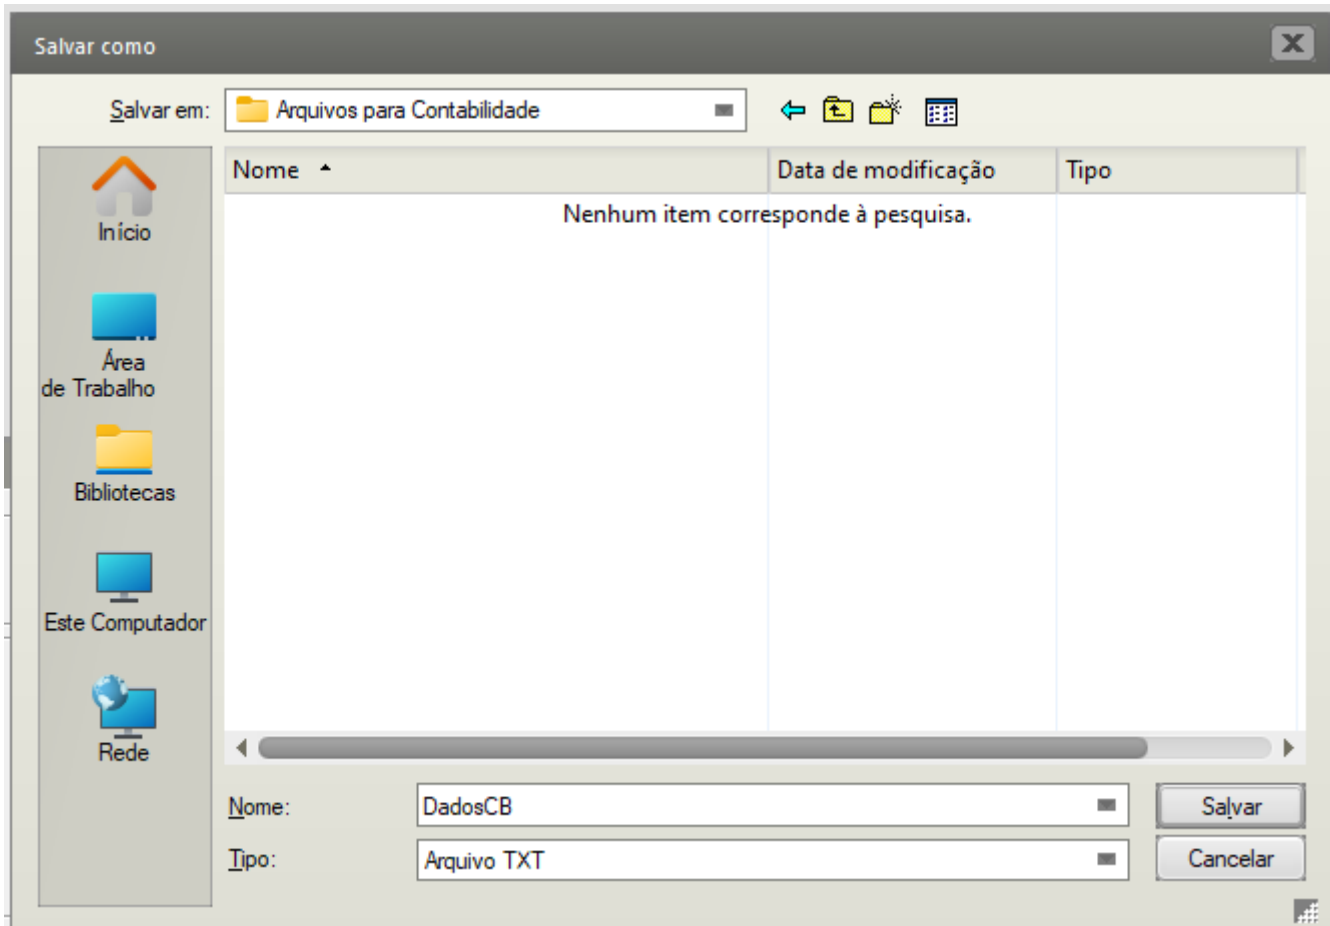 Salvar como
Salvar em:
Arquivos para Contabilidade
Nome
Data de modificação
Tipo
Nenhum item corresponde à pesquisa.
Início
Área
de Trabalho
Bibliotecas
Este Computador
Rede
Nome:
DadosCB
Salvar
Tipo:
Arquivo TXT
Cancelar